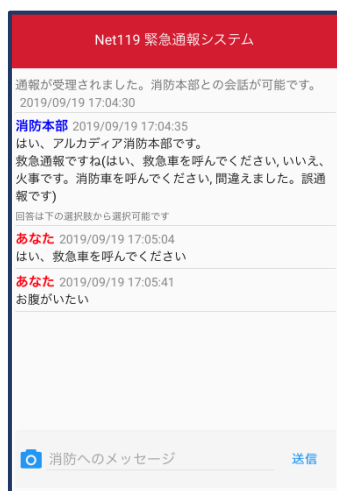 Net119 緊急通報システム
通報が受理されました。消防本部との会話が可能です。
2019/09/19 17:04:30
消防本部 2019/09/19 17:04:35
はい、アルカディア消防本部です。
救急通報ですね(はい、救急車を呼んでください, いいえ、
火事です。消防車を呼んでください, 間違えました。誤通
報です)
回答は下の選択肢から選択可能です
あなた 2019/09/19 17:05:04
はい、救急車を呼んでください
あなた 2019/09/19 17:05:41
お腹がいたい
消防へのメッセージ 送信